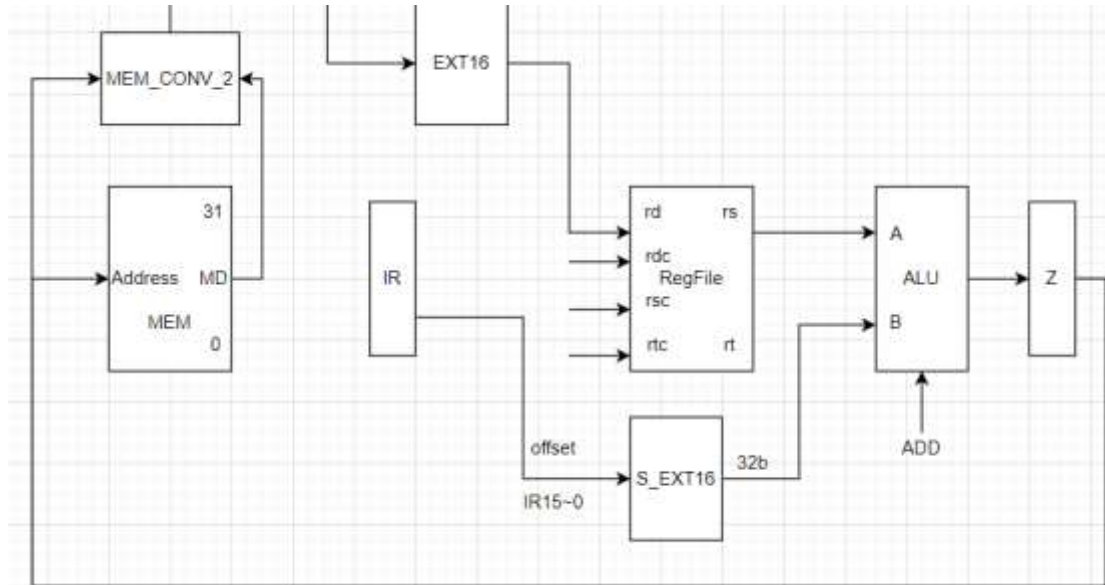 MEM_CONV_2
EXT16
31
Address
MD
MEM
0
IR
rd
rs
rdc
RegFile
rsc
rtc
rt
A
ALU
B
Z
ADD
offset
IR15~0
S_EXT16
32b